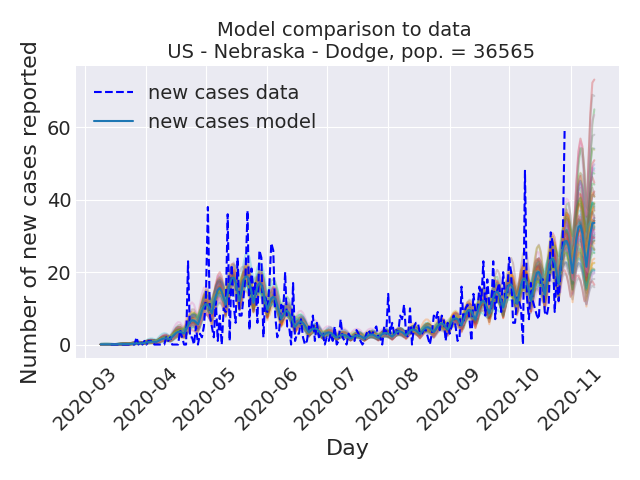 Model comparison to data
US - Nebraska - Dodge, pop. = 36565
new cases data
new cases model
Number of new cases reported
60
40
20
0
2020-03
2020-04
2020-05
2020-06
2020-07
2020-08
2020-09
2020-10
2020-11
Day